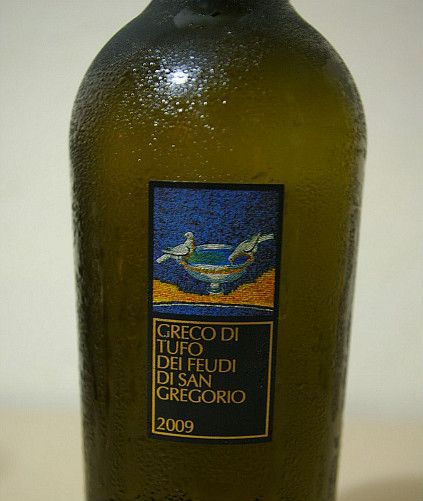 GRECO DI
TUFO
DEI FEUDI
DI SAN
GREGORIO
2009